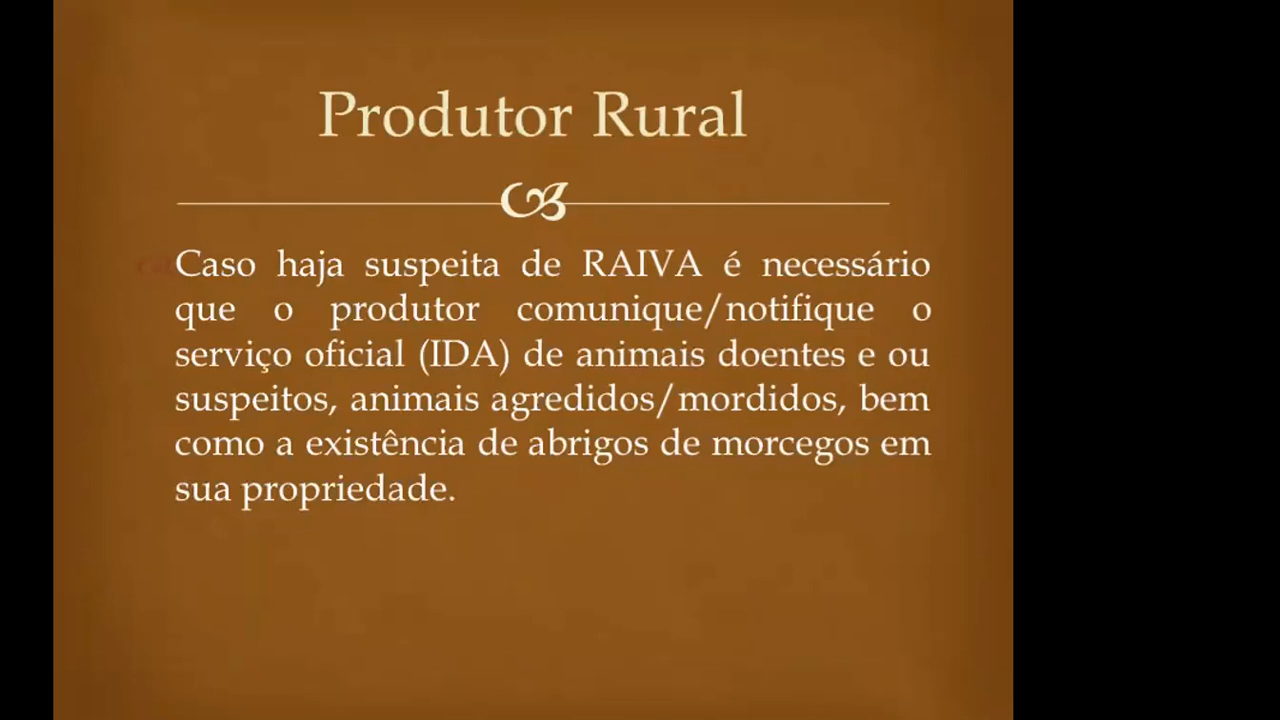 Produtor Rural
Caso haja suspeita de RAIVA é necessário
que o produtor comunique/notifique o
serviço oficial (IDA) de animais doentes e ou
suspeitos, animais agredidos/mordidos, bem
como a existência de abrigos de morcegos em
sua propriedade.